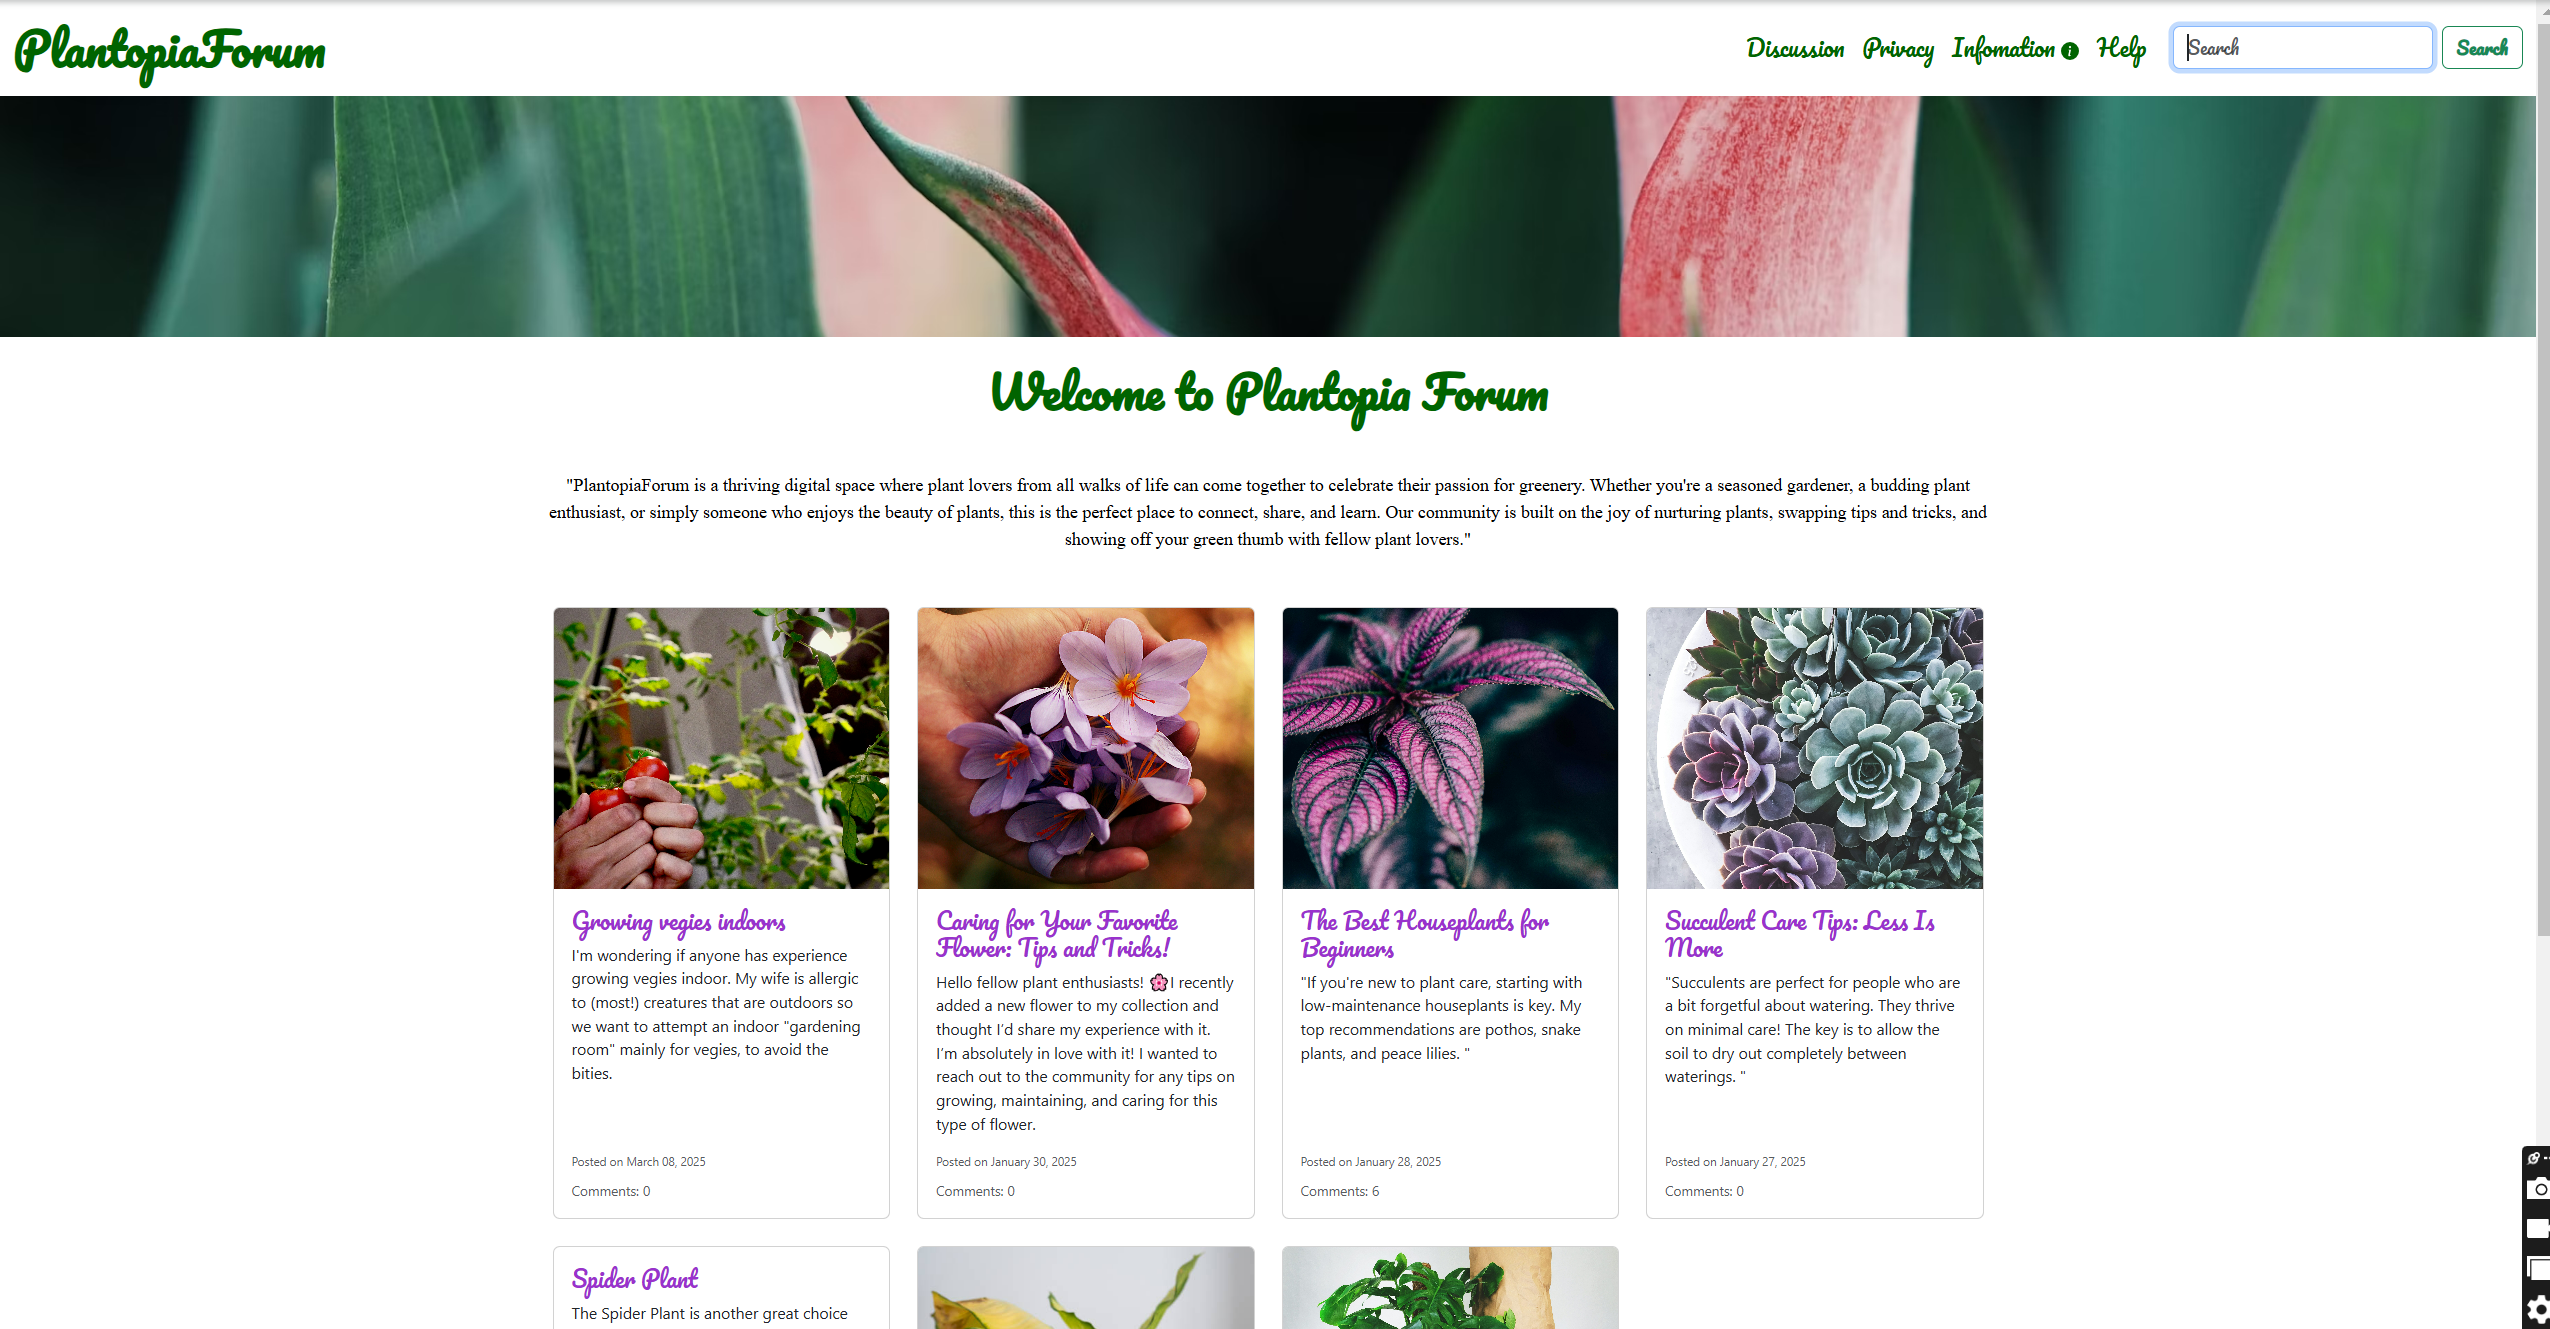 PlantopiaForum
Discussion Privacy Infomation Help Search Search
Welcome to Plantopia Forum
"PlantopiaForum is a thriving digital space where plant lovers from all walks of life can come together to celebrate their passion for greenery. Whether you're a seasoned gardener, a budding plant
enthusiast, or simply someone who enjoys the beauty of plants, this is the perfect place to connect, share, and learn. Our community is built on the joy of nurturing plants, swapping tips and tricks, and
showing off your green thumb with fellow plant lovers."
Growing vegies indoors
I'm wondering if anyone has experience
growing vegies indoor. My wife is allergic
to (most!) creatures that are outdoors so
we want to attempt an indoor "gardening
room" mainly for vegies, to avoid the
bities.
Posted on March 08, 2025
Comments: 0
Caring for Your Favorite
Flower: Tips and Tricks!
Hello fellow plant enthusiasts! 🌸I recently
added a new flower to my collection and
thought I’d share my experience with it.
I’m absolutely in love with it! I wanted to
reach out to the community for any tips on
growing, maintaining, and caring for this
type of flower.
Posted on January 30, 2025
Comments: 0
The Best Houseplants for
Beginners
"If you're new to plant care, starting with
low-maintenance houseplants is key. My
top recommendations are pothos, snake
plants, and peace lilies. "
Posted on January 28, 2025
Comments: 6
Succulent Care Tips: Less Is
More
"Succulents are perfect for people who are
a bit forgetful about watering. They thrive
on minimal care! The key is to allow the
soil to dry out completely between
waterings. "
Posted on January 27, 2025
Comments: 0
Spider Plant
The Spider Plant is another great choice